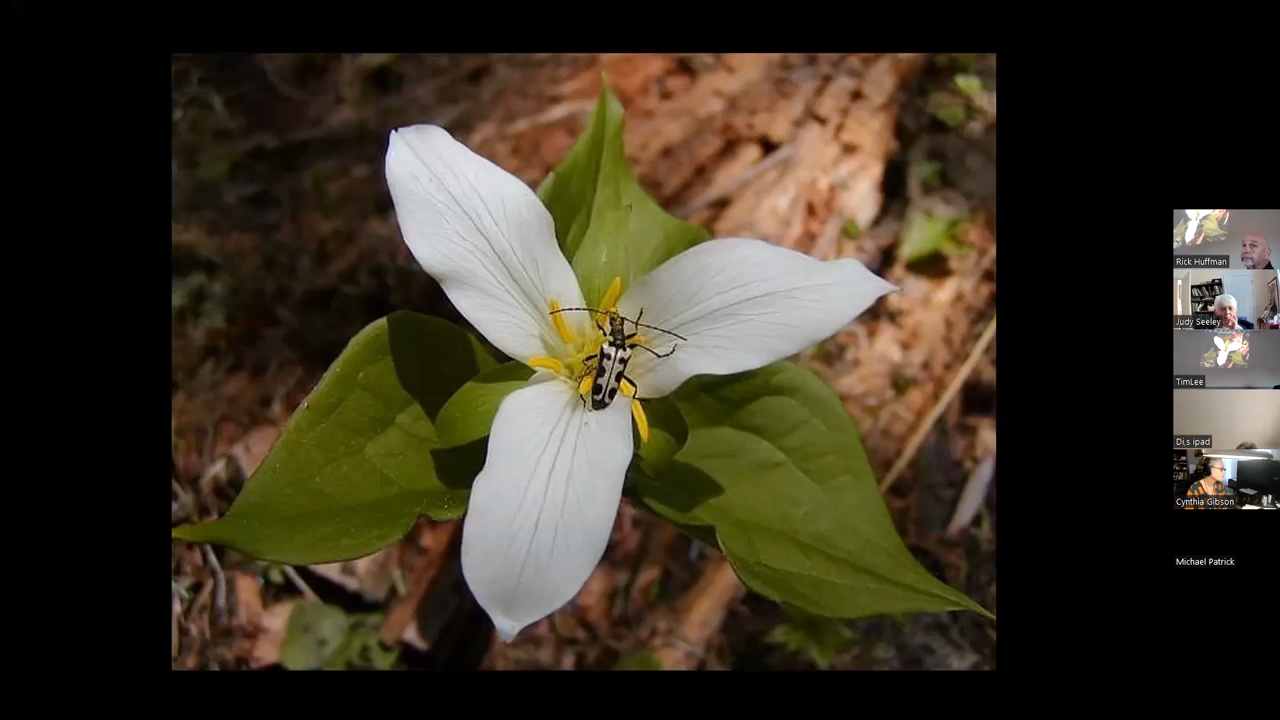 Rick Huffman
Judy Seeley
TimLee
Di,s ipad
Cynthia Gibson
Michael Patrick